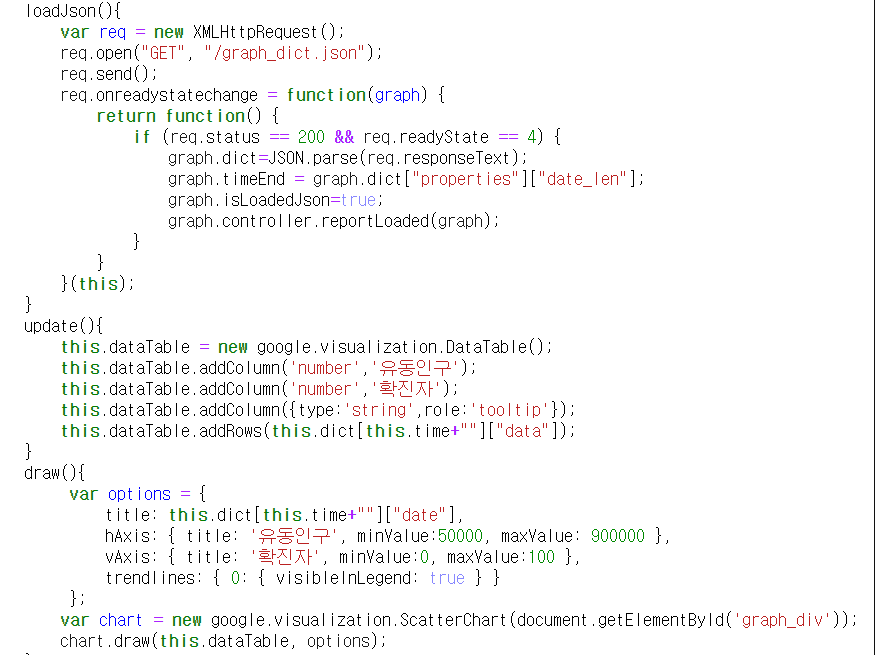 loadJson(){
    var req = new XMLHttpRequest();
    req.open("GET", "/graph_dict.json");
    req.send();
    req.onreadystatechange = function(graph) {
        return function() {
            if (req.status == 200 && req.readyState == 4) {
                graph.dict=JSON.parse(req.responseText);
                graph.timeEnd = graph.dict["properties"]["date_len"];
                graph.isLoadedJson=true;
                graph.controller.reportLoaded(graph);
            }
        }
    }(this);
}
update(){
    this.dataTable = new google.visualization.DataTable();
    this.dataTable.addColumn('number','유동인구');
    this.dataTable.addColumn('number','확진자');
    this.dataTable.addColumn({type:'string',role:'tooltip'});
    this.dataTable.addRows(this.dict[this.time+""]["data"]);
}
draw(){
     var options = {
         title: this.dict[this.time+""]["date"],
         hAxis: { title: '유동인구', minValue:50000, maxValue: 900000 },
         vAxis: { title: '확진자', minValue:0, maxValue:100 },
         trendlines: { 0: { visibleInLegend: true } }
     };
    var chart = new google.visualization.ScatterChart(document.getElementById('graph_div'));
    chart.draw(this.dataTable, options);